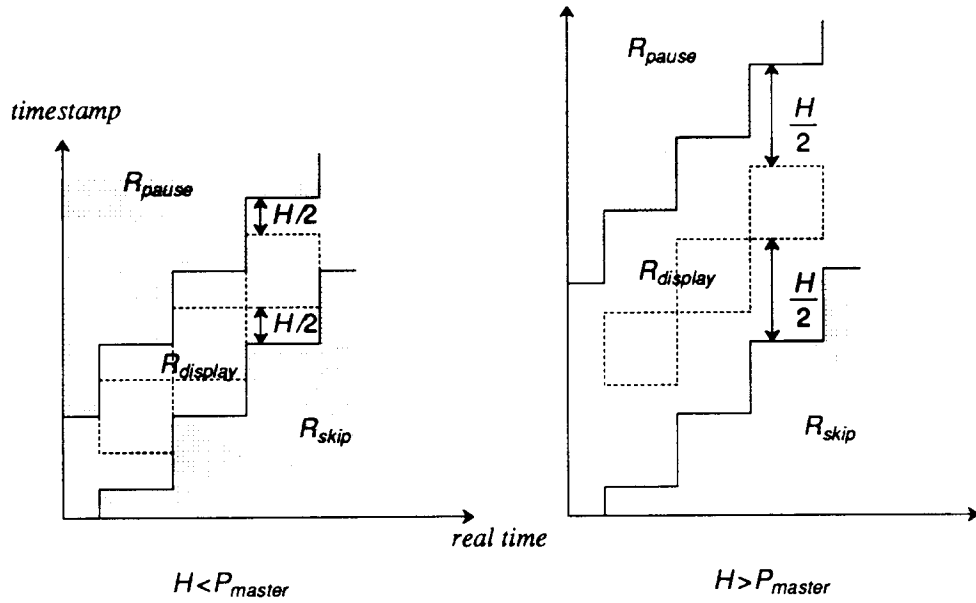 timestamp
R_pause
H/2
H/2
R_display
R_skip
real time
H<P_master
R_pause
H/2
R_display
H/2
R_skip
H>P_master